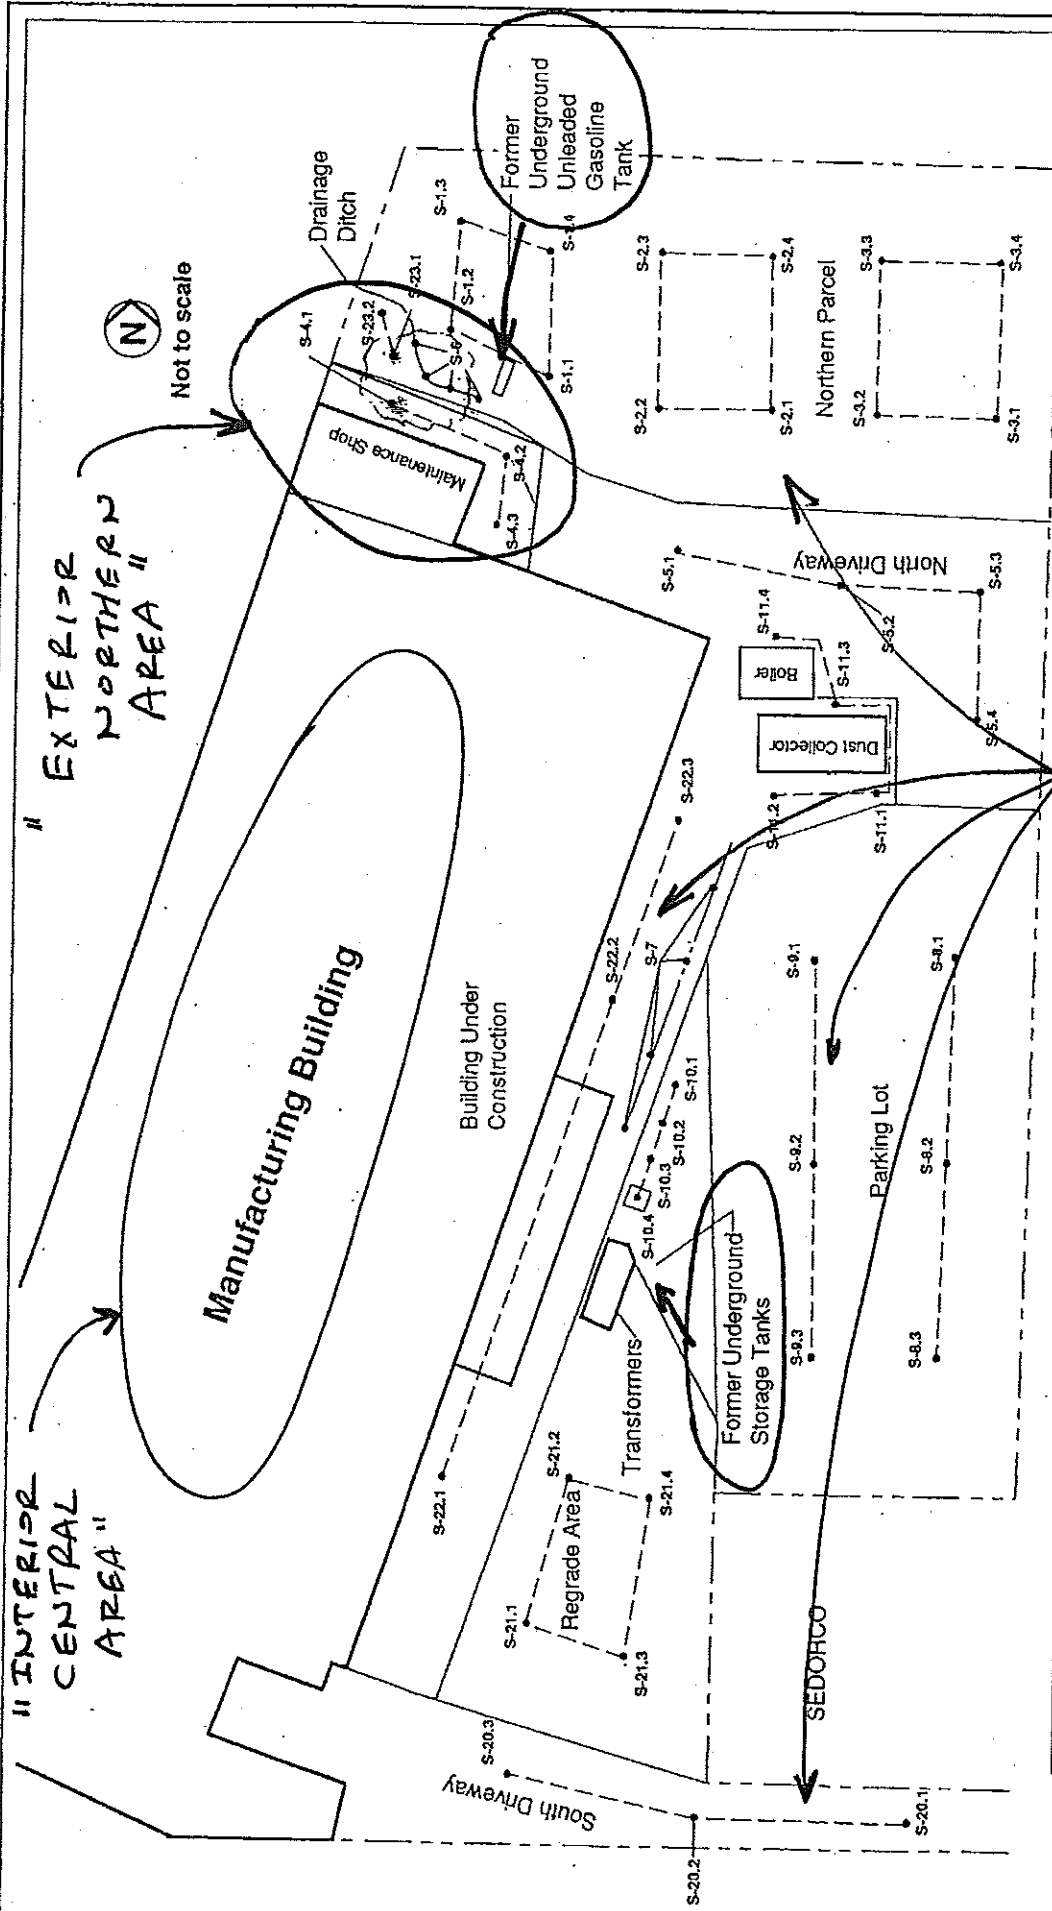 "INTERIOR
CENTRAL
AREA"
" EXTERIOR
NORTHERN
AREA "
N
Not to scale
Drainage
Ditch
S-4.1
S-23.2
S-23.1
S-1.3
S-1.2
S-6
S-1.4
S-1.1
Former
Underground
Unleaded
Gasoline
Tank
Maintenance Shop
S-4.2
S-4.3
Manufacturing Building
Building Under
Construction
S-2.3
S-2.4
S-2.2
S-2.1
Northern Parcel
S-3.3
S-3.4
S-3.2
S-3.1
S-5.1
North Driveway
S-5.3
S-5.2
S-5.4
S-11.4
Boiler
S-11.3
Dust Collector
S-11.2
S-11.1
S-22.3
S-22.2
S-7
S-10.1
S-10.2
S-10.3
S-10.4
S-9.1
S-8.1
S-9.2
S-8.2
Parking Lot
S-9.3
S-8.3
Former Underground
Storage Tanks
Transformers
S-22.1
S-21.2
S-21.4
Regrade Area
S-21.1
S-21.3
SEDORCO
S-20.3
South Driveway
S-20.2
S-20.1